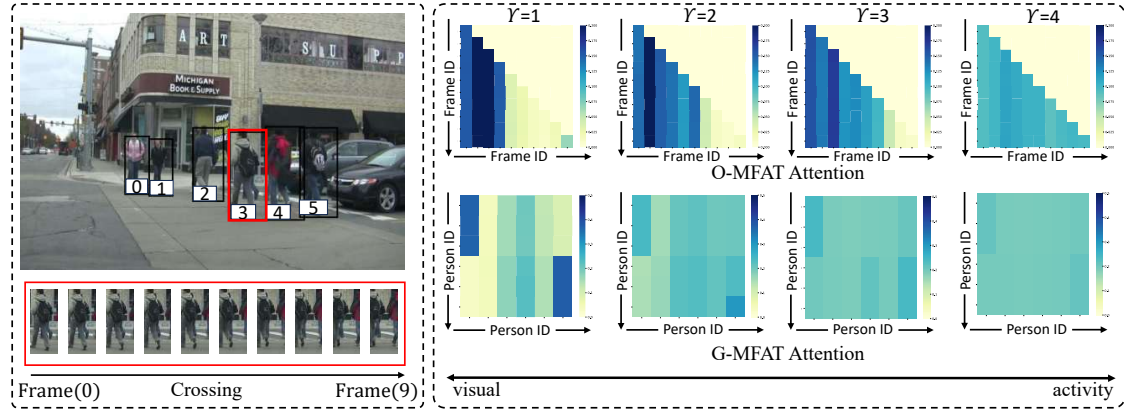 ART
SUPP
MICHIGAN
BOOK & SUPPLY
0
1
2
3
4
5
Frame(0)
Crossing
Frame(9)
ϒ=1
ϒ=2
ϒ=3
ϒ=4
Frame ID
Frame ID
Frame ID
Frame ID
Frame ID
Frame ID
Frame ID
Frame ID
O-MFAT Attention
Person ID
Person ID
Person ID
Person ID
Person ID
Person ID
Person ID
Person ID
G-MFAT Attention
visual
activity